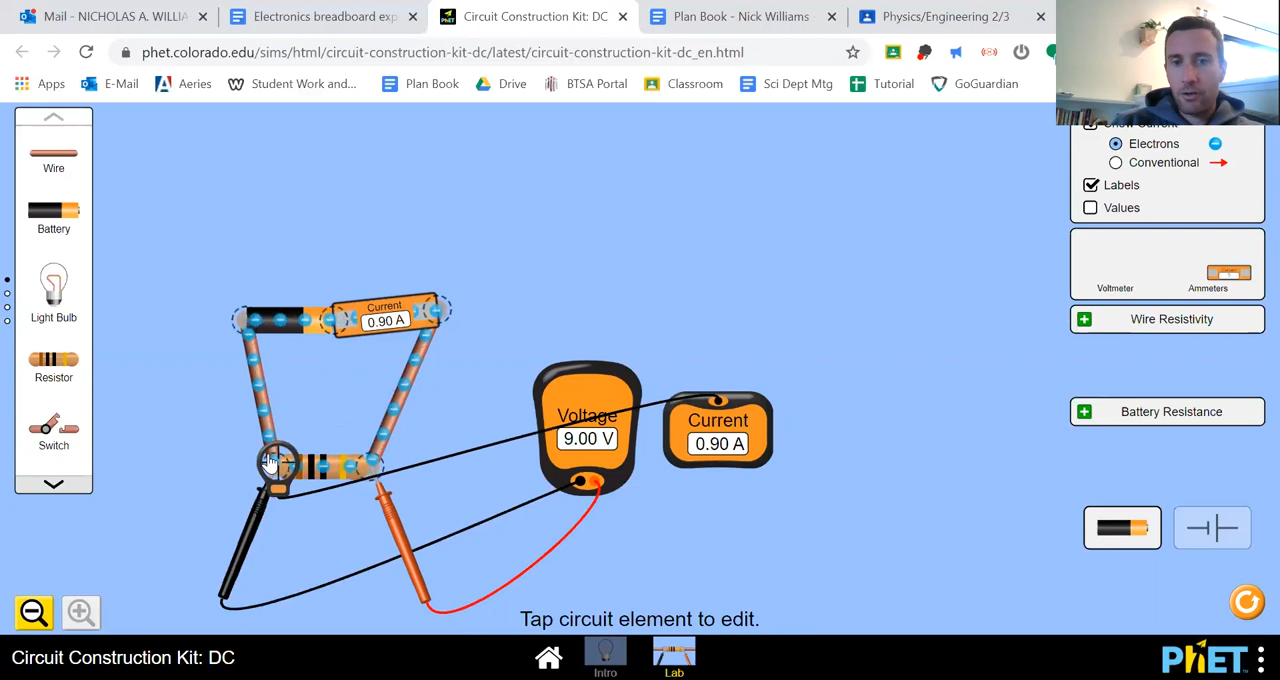 Mail - NICHOLAS A. WILLIA
Electronics breadboard exp
Circuit Construction Kit: DC
Plan Book - Nick Williams
Physics/Engineering 2/3
phet.colorado.edu/sims/html/circuit-construction-kit-dc/latest/circuit-construction-kit-dc_en.html
Apps
E-Mail
Aeries
Student Work and...
Plan Book
Drive
BTSA Portal
Sci Dept Mtg
Tutorial
Classroom
GoGuardian
Wire
Battery
Light Bulb
Resistor
Switch
Current
0.90 A
Voltage
9.00 V
Current
0.90 A
Show Current
Electrons
Conventional
Labels
Values
Voltmeter
Ammeters
Current
Wire Resistivity
Battery Resistance
Tap circuit element to edit.
Circuit Construction Kit: DC
Intro
Lab
PhET